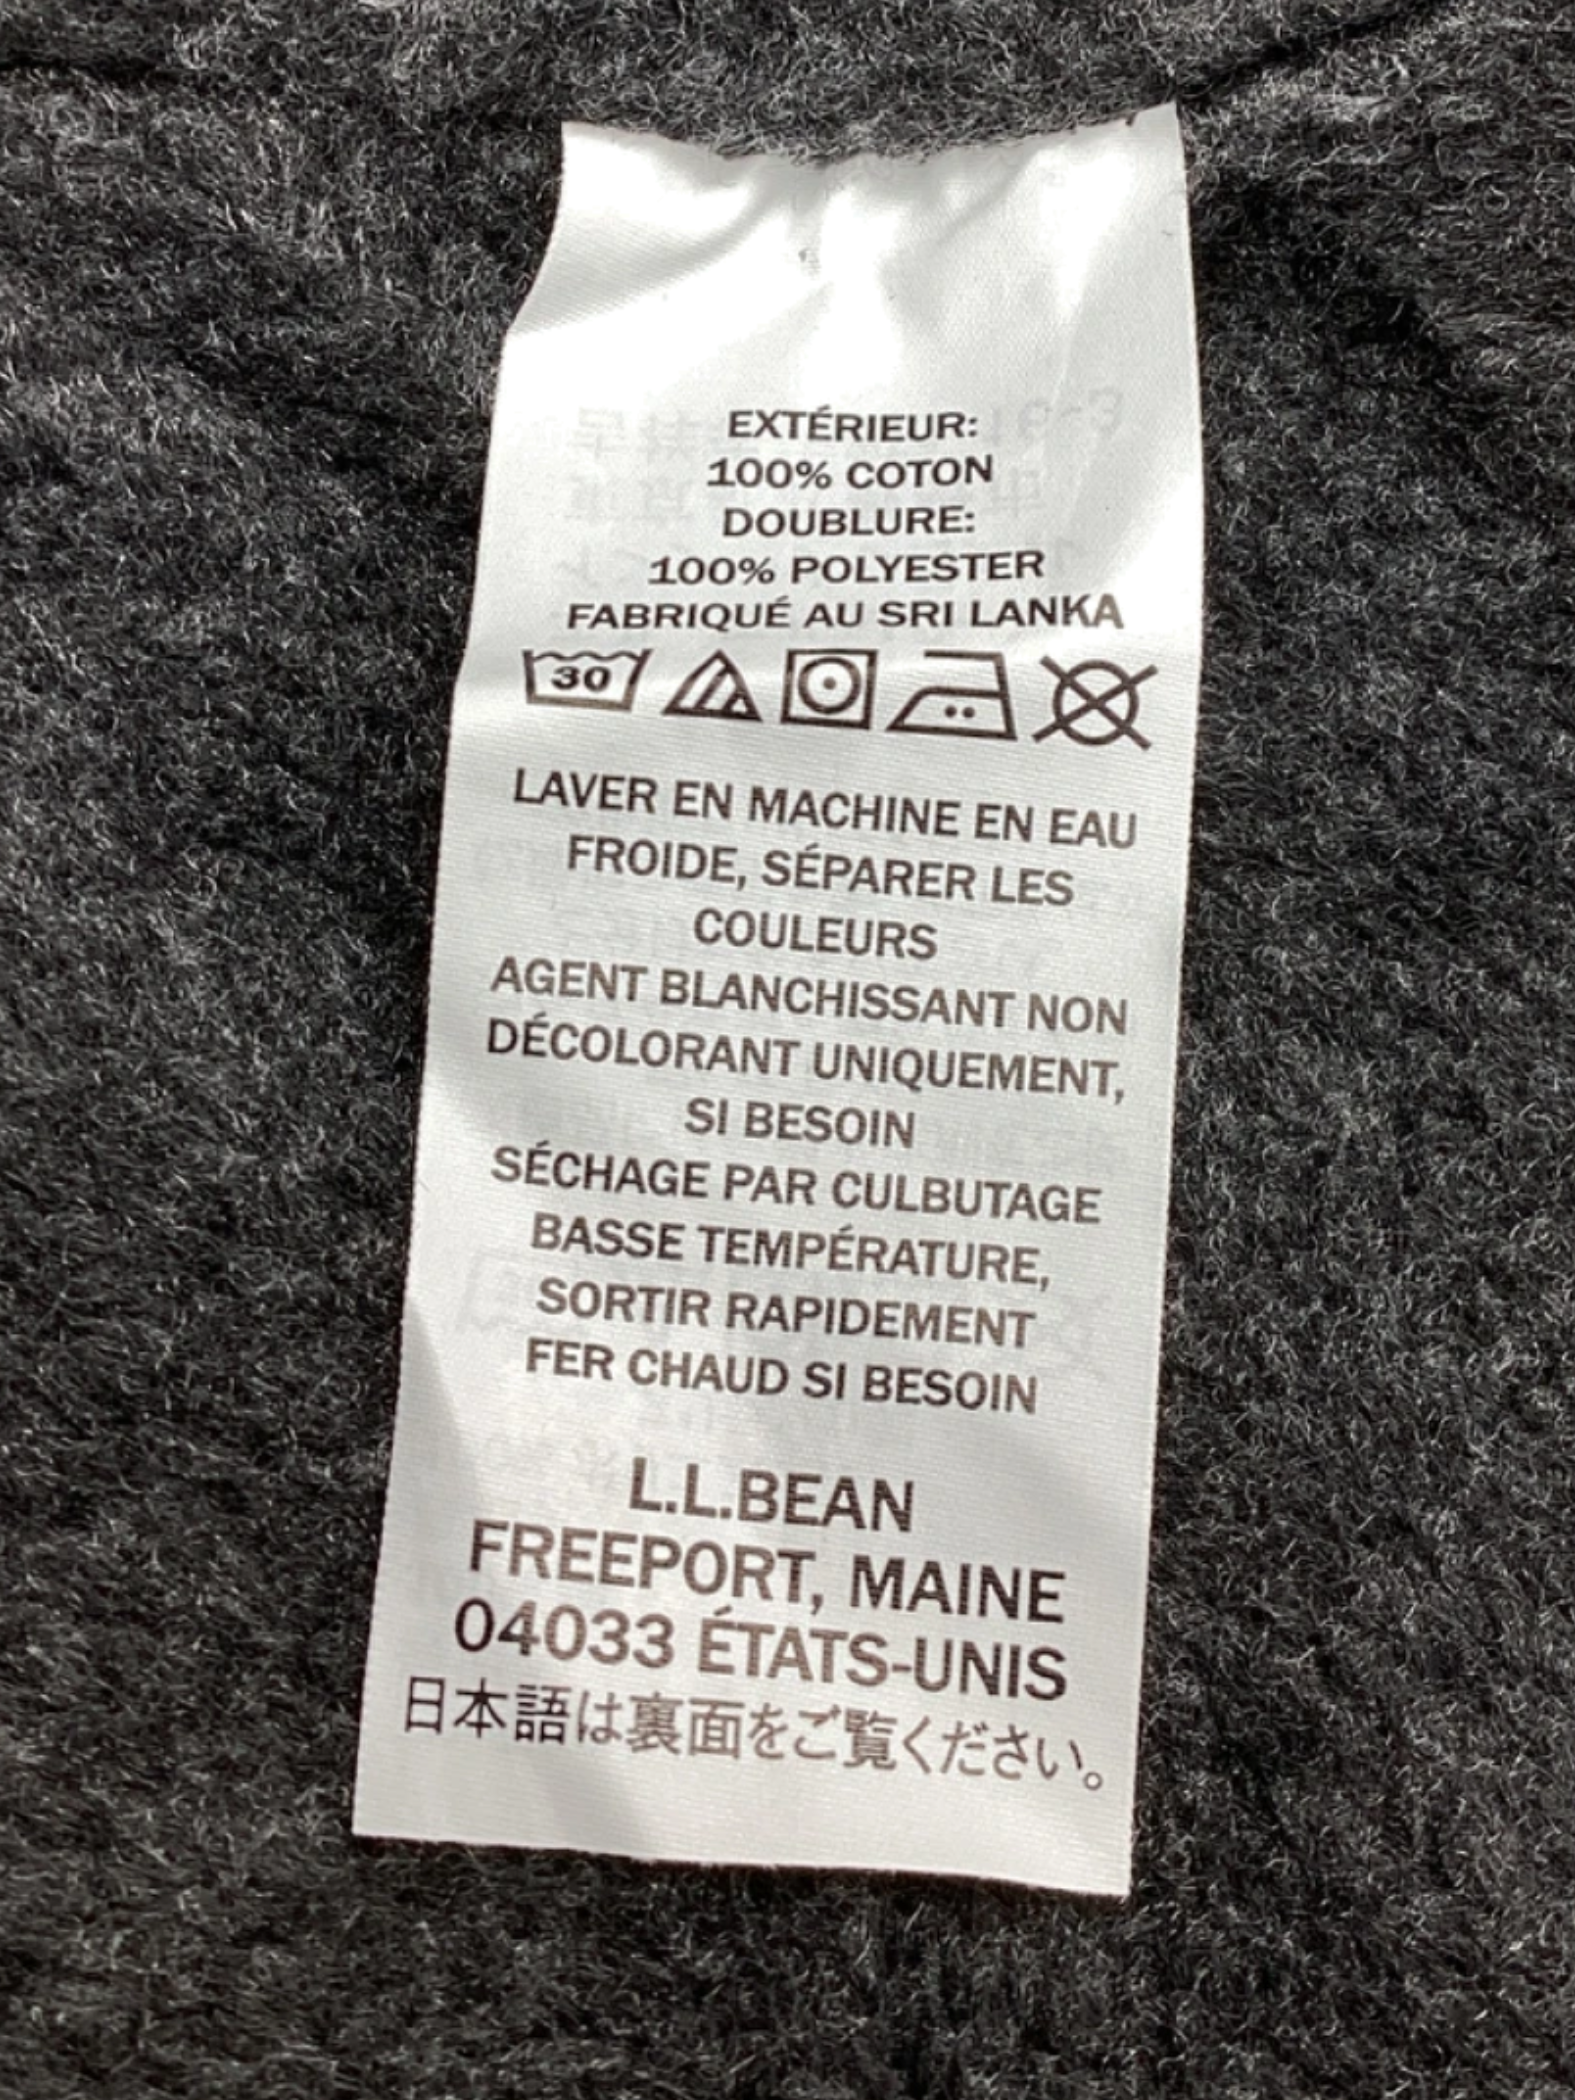 EXTÉRIEUR:
100% COTON
DOUBLURE:
100% POLYESTER
FABRIQUÉ AU SRI LANKA
30
LAVER EN MACHINE EN EAU
FROIDE, SÉPARER LES
COULEURS
AGENT BLANCHISSANT NON
DÉCOLORANT UNIQUEMENT,
SI BESOIN
SÉCHAGE PAR CULBUTAGE
BASSE TEMPÉRATURE,
SORTIR RAPIDEMENT
FER CHAUD SI BESOIN
L.L.BEAN
FREEPORT, MAINE
04033 ÉTATS-UNIS
日本語は裏面をご覧ください。